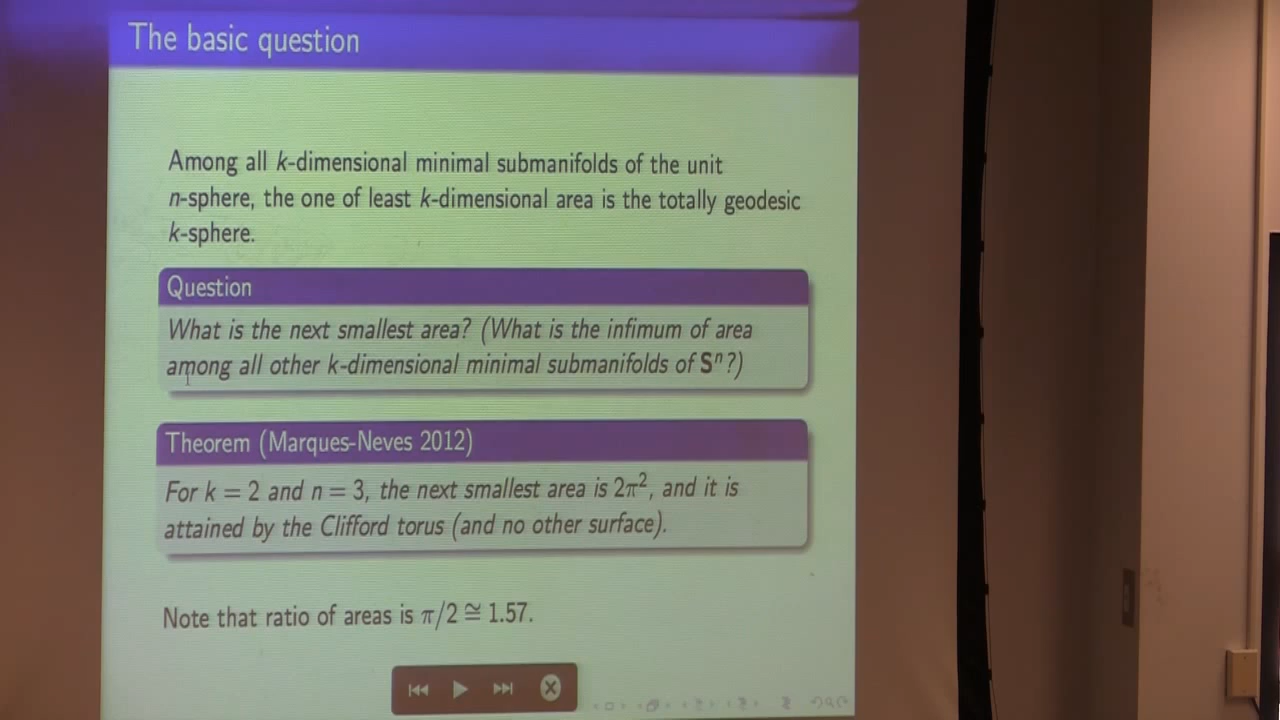 The basic question
Among all k-dimensional minimal submanifolds of the unit
n-sphere, the one of least k-dimensional area is the totally geodesic
k-sphere.
Question
What is the next smallest area? (What is the infimum of area
among all other k-dimensional minimal submanifolds of Sⁿ?)
Theorem (Marques-Neves 2012)
For k = 2 and n = 3, the next smallest area is 2π², and it is
attained by the Clifford torus (and no other surface).
Note that ratio of areas is π/2 ≅ 1.57.